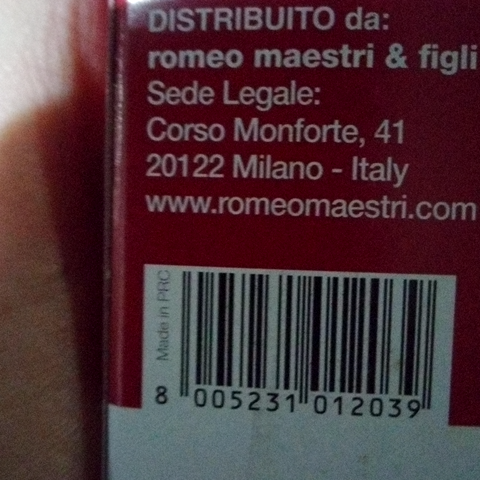 DISTRIBUITO da:
romeo maestri & figli
Sede Legale:
Corso Monforte, 41
20122 Milano - Italy
www.romeomaestri.com
Made in PRC
8 005231 012039